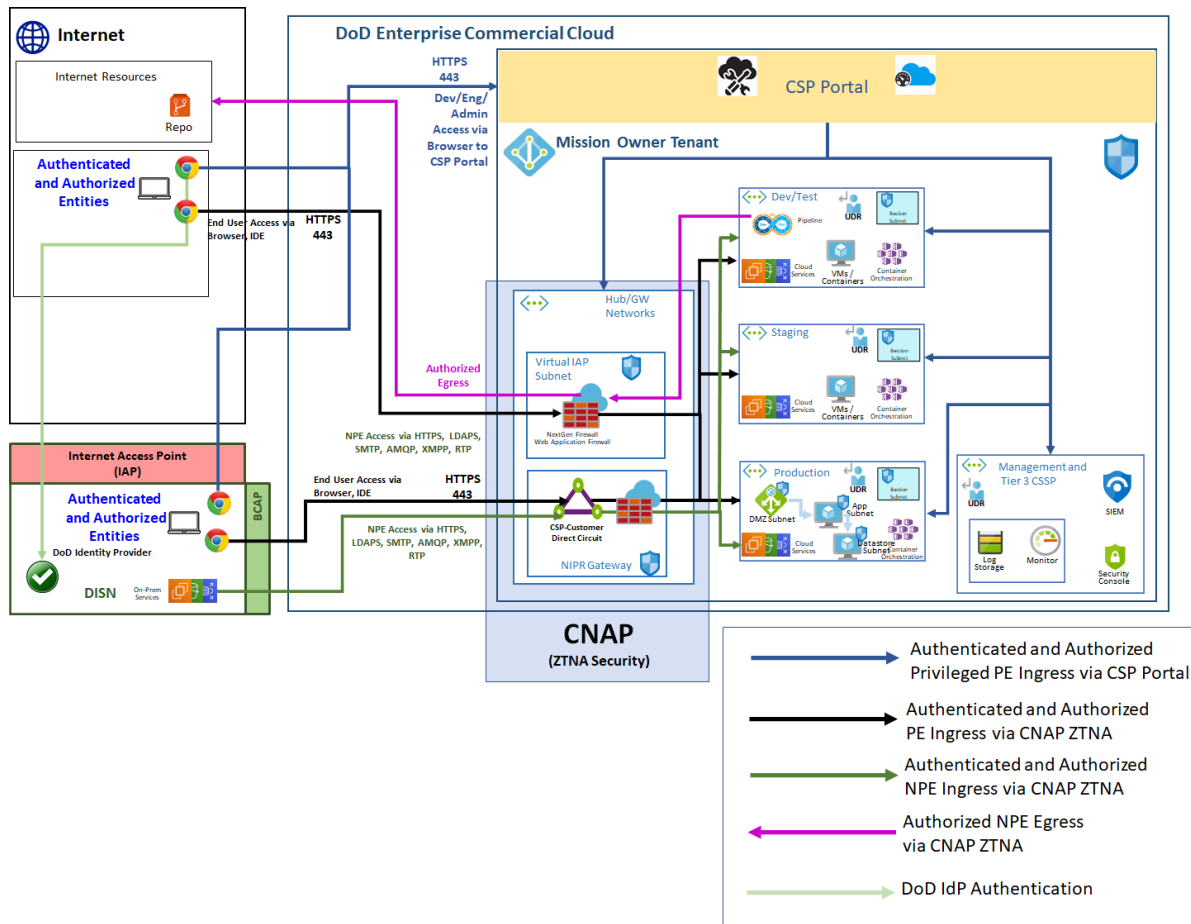 Internet
Internet Resources
Repo
Authenticated
and Authorized
Entities
End User Access via
Browser, IDE
HTTPS
443
DoD Enterprise Commercial Cloud
HTTPS
443
Dev/Eng/
Admin
Access via
Browser to
CSP Portal
CSP Portal
Mission Owner Tenant
Dev/Test
Pipeline
UDR
Bastion
Subnet
Cloud
Services
VMs /
Containers
Container
Orchestration
Hub/GW
Networks
Virtual IAP
Subnet
NextGen Firewall
Web Application Firewall
Authorized
Egress
Staging
UDR
Bastion
Subnet
Cloud
Services
VMs /
Containers
Container
Orchestration
NPE Access via HTTPS, LDAPS,
SMTP, AMQP, XMPP, RTP
Internet Access Point
(IAP)
Authenticated
and Authorized
Entities
DoD Identity Provider
BCAP
DISN
On-Prem
Services
End User Access via
Browser, IDE
HTTPS
443
NPE Access via HTTPS,
LDAPS, SMTP, AMQP, XMPP,
RTP
CSP-Customer
Direct Circuit
NIPR Gateway
Production
UDR
Bastion
Subnet
DMZ Subnet
App
Subnet
Cloud
Services
Datastore
Subnet
Container
Orchestration
Management and
Tier 3 CSSP
UDR
SIEM
Log
Storage
Monitor
Security
Console
CNAP
(ZTNA Security)
Authenticated and Authorized
Privileged PE Ingress via CSP Portal
Authenticated and Authorized
PE Ingress via CNAP ZTNA
Authenticated and Authorized
NPE Ingress via CNAP ZTNA
Authorized NPE Egress
via CNAP ZTNA
DoD IdP Authentication